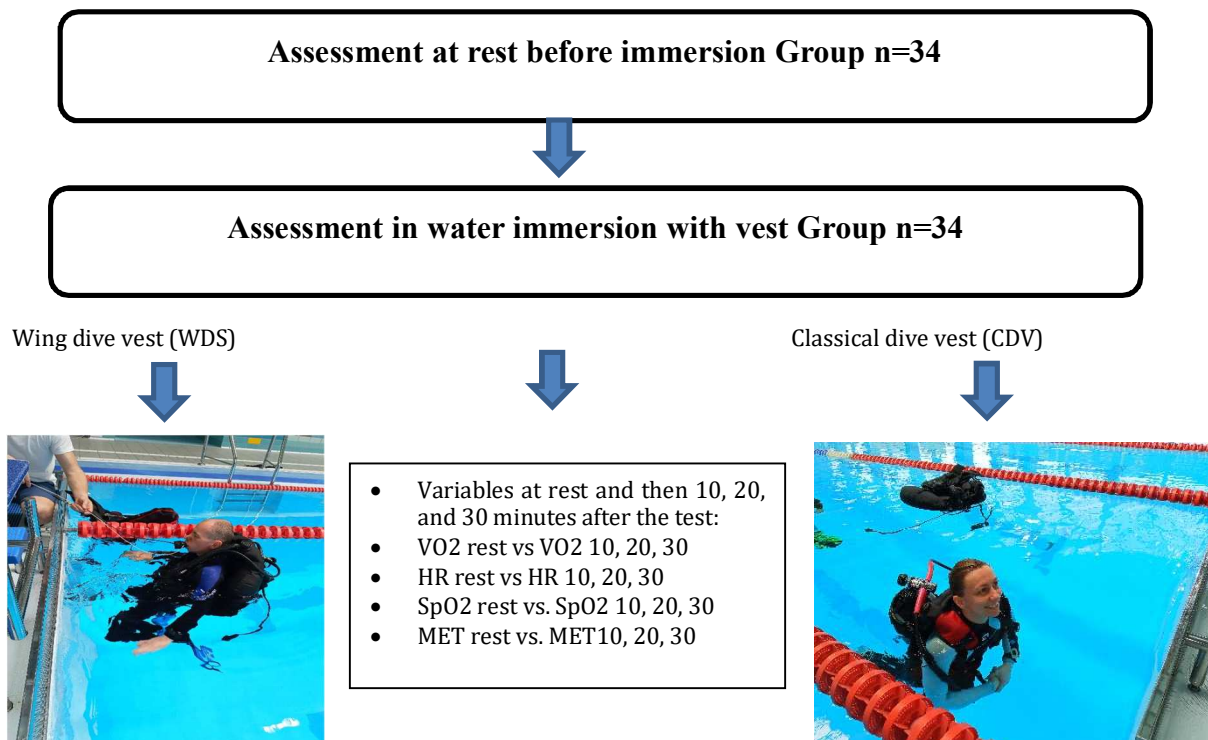 Assessment at rest before immersion Group n=34
Assessment in water immersion with vest Group n=34
Wing dive vest (WDS)
Classical dive vest (CDV)
• Variables at rest and then 10, 20,
and 30 minutes after the test:
• VO2 rest vs VO2 10, 20, 30
• HR rest vs HR 10, 20, 30
• SpO2 rest vs. SpO2 10, 20, 30
• MET rest vs. MET10, 20, 30